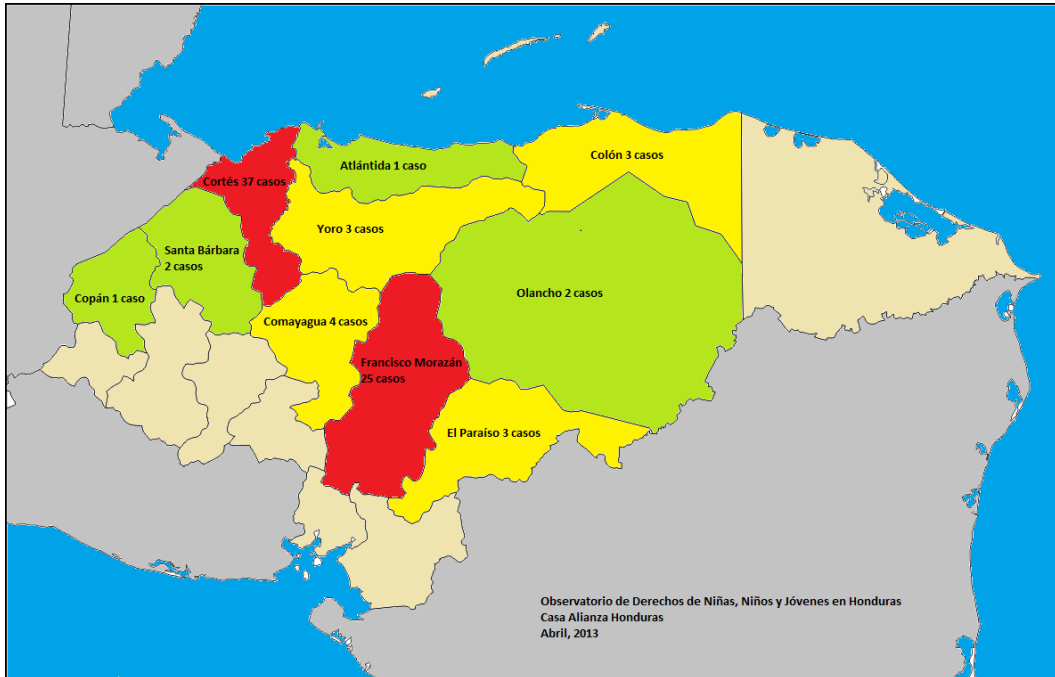 Atlántida 1 caso
Colón 3 casos
Cortés 37 casos
Yoro 3 casos
Santa Bárbara
2 casos
Copán 1 caso
Olancho 2 casos
Comayagua 4 casos
Francisco Morazán
25 casos
El Paraíso 3 casos
Observatorio de Derechos de Niñas, Niños y Jóvenes en Honduras
Casa Alianza Honduras
Abril, 2013